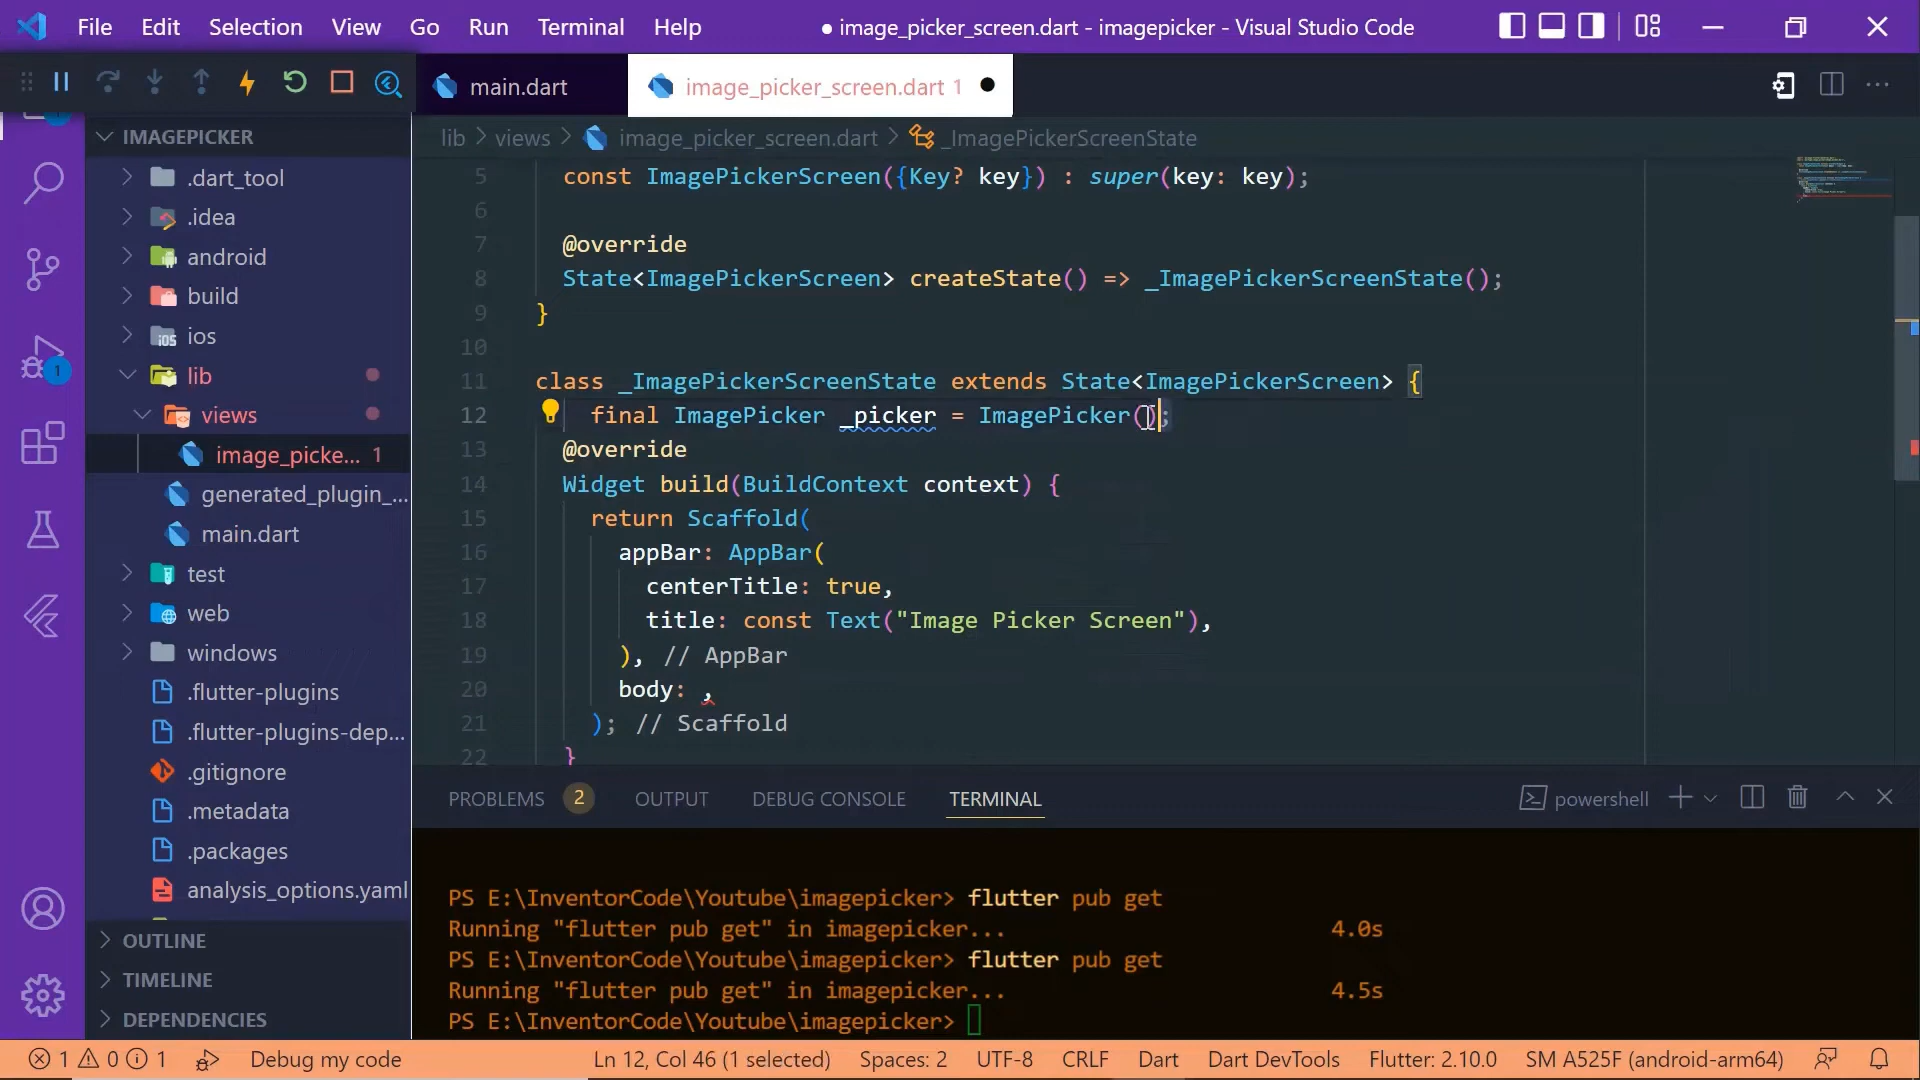 File Edit Selection View Go Run Terminal Help
● image_picker_screen.dart - imagepicker - Visual Studio Code
main.dart
image_picker_screen.dart 1
lib > views > image_picker_screen.dart > _ImagePickerScreenState
IMAGEPICKER
.dart_tool
.idea
android
build
ios
lib
views
image_picke... 1
generated_plugin_...
main.dart
test
web
windows
.flutter-plugins
.flutter-plugins-dep...
.gitignore
.metadata
.packages
analysis_options.yaml
OUTLINE
TIMELINE
DEPENDENCIES
1
5 const ImagePickerScreen({Key? key}) : super(key: key);
6
7 @override
8 State<ImagePickerScreen> createState() => _ImagePickerScreenState();
9 }
10
11 class _ImagePickerScreenState extends State<ImagePickerScreen> {
12 final ImagePicker _picker = ImagePicker();
13 @override
14 Widget build(BuildContext context) {
15 return Scaffold(
16 appBar: AppBar(
17 centerTitle: true,
18 title: const Text("Image Picker Screen"),
19 ), // AppBar
20 body: ,
21 ); // Scaffold
22 }
PROBLEMS 2 OUTPUT DEBUG CONSOLE TERMINAL
powershell
PS E:\InventorCode\Youtube\imagepicker> flutter pub get
Running "flutter pub get" in imagepicker... 4.0s
PS E:\InventorCode\Youtube\imagepicker> flutter pub get
Running "flutter pub get" in imagepicker... 4.5s
PS E:\InventorCode\Youtube\imagepicker>
1 0 1 Debug my code Ln 12, Col 46 (1 selected) Spaces: 2 UTF-8 CRLF Dart Dart DevTools Flutter: 2.10.0 SM A525F (android-arm64)